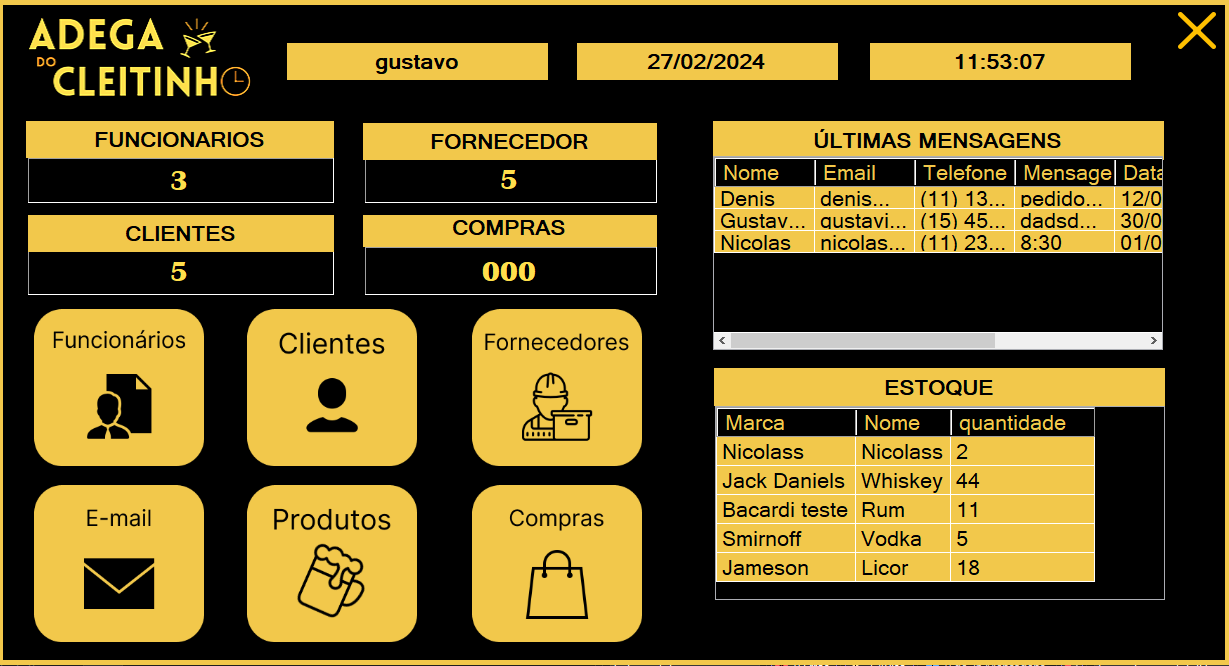 ADEGA
DO
CLEITINHO
gustavo
27/02/2024
11:53:07
FUNCIONARIOS
3
FORNECEDOR
5
CLIENTES
5
COMPRAS
000
Funcionários
Clientes
Fornecedores
E-mail
Produtos
Compras
ÚLTIMAS MENSAGENS
Nome Email Telefone Mensage Data
Denis denis... (11) 13... pedido... 12/0
Gustav... gustavi... (15) 45... dadsd... 30/0
Nicolas nicolas... (11) 23... 8:30 01/0
ESTOQUE
Marca Nome quantidade
Nicolass Nicolass 2
Jack Daniels Whiskey 44
Bacardi teste Rum 11
Smirnoff Vodka 5
Jameson Licor 18